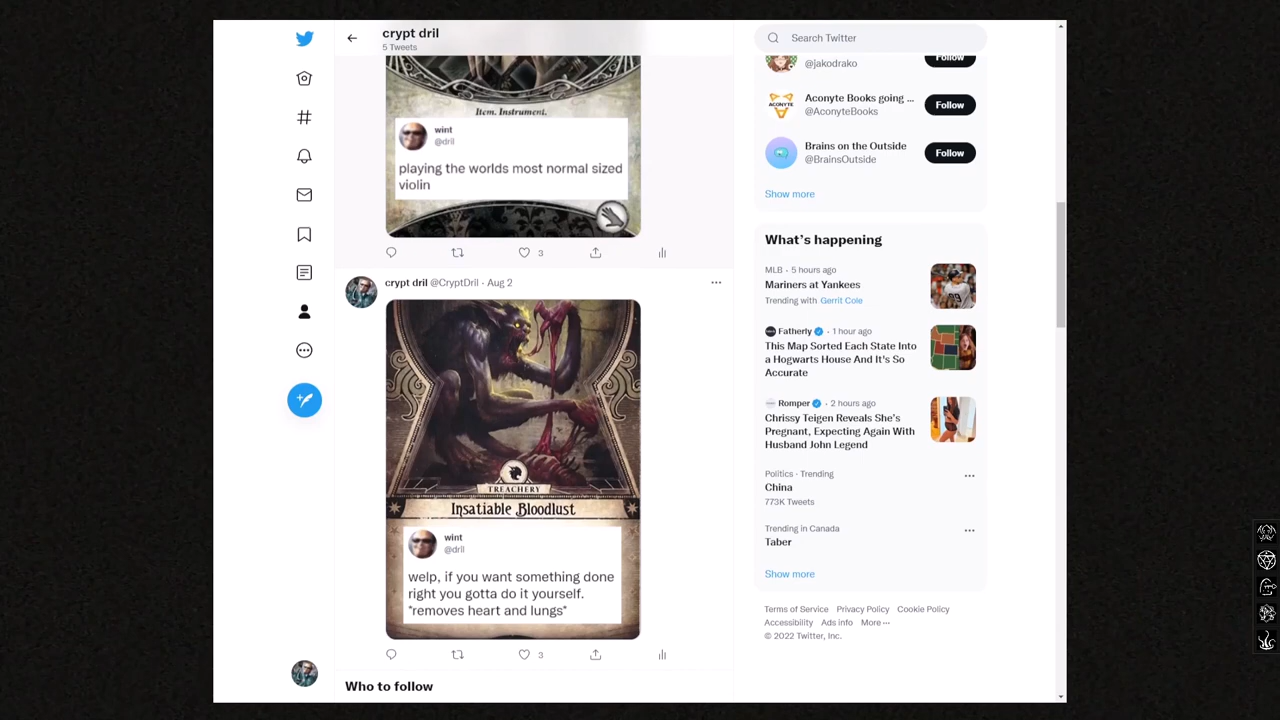 crypt dril
5 Tweets
Item. Instrument.
wint
@dril
playing the worlds most normal sized
violin
3
crypt dril @CryptDril · Aug 2
TREACHERY
Insatiable Bloodlust
wint
@dril
welp, if you want something done
right you gotta do it yourself.
*removes heart and lungs*
3
Who to follow
Search Twitter
@jakodrako
Follow
Aconyte Books going ...
@AconyteBooks
Follow
Brains on the Outside
@BrainsOutside
Follow
Show more
What's happening
MLB · 5 hours ago
Mariners at Yankees
Trending with Gerrit Cole
Fatherly · 1 hour ago
This Map Sorted Each State Into
a Hogwarts House And It's So
Accurate
Romper · 2 hours ago
Chrissy Teigen Reveals She's
Pregnant, Expecting Again With
Husband John Legend
Politics · Trending
China
773K Tweets
Trending in Canada
Taber
Show more
Terms of Service Privacy Policy Cookie Policy
Accessibility Ads info More ···
© 2022 Twitter, Inc.